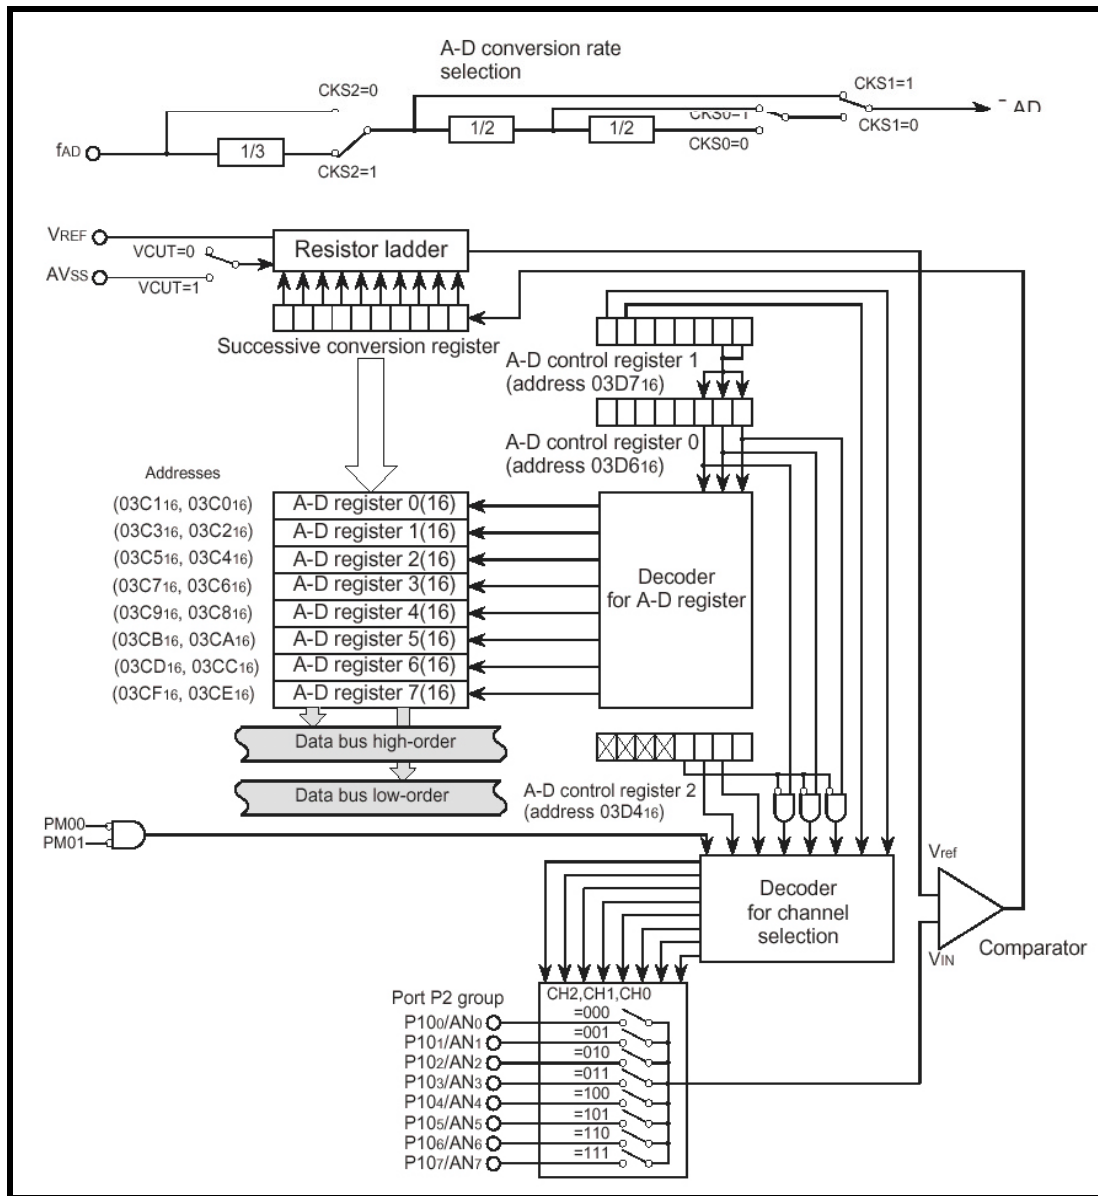 A-D conversion rate
selection
CKS2=0
CKS1=1
CKS0=1
CKS1=0
1/2
1/2
CKS0=0
fAD
1/3
CKS2=1
VREF
VCUT=0
Resistor ladder
AVSS
VCUT=1
Successive conversion register
A-D control register 1
(address 03D716)
A-D control register 0
(address 03D616)
Addresses
(03C116, 03C016)
A-D register 0(16)
(03C316, 03C216)
A-D register 1(16)
(03C516, 03C416)
A-D register 2(16)
(03C716, 03C616)
A-D register 3(16)
(03C916, 03C816)
A-D register 4(16)
(03CB16, 03CA16)
A-D register 5(16)
(03CD16, 03CC16)
A-D register 6(16)
(03CF16, 03CE16)
A-D register 7(16)
Decoder
for A-D register
Data bus high-order
Data bus low-order
A-D control register 2
(address 03D416)
PM00
PM01
Decoder
for channel
selection
Vref
VIN
Comparator
Port P2 group
CH2,CH1,CH0
P100/AN0
=000
P101/AN1
=001
P102/AN2
=010
P103/AN3
=011
P104/AN4
=100
P105/AN5
=101
P106/AN6
=110
P107/AN7
=111